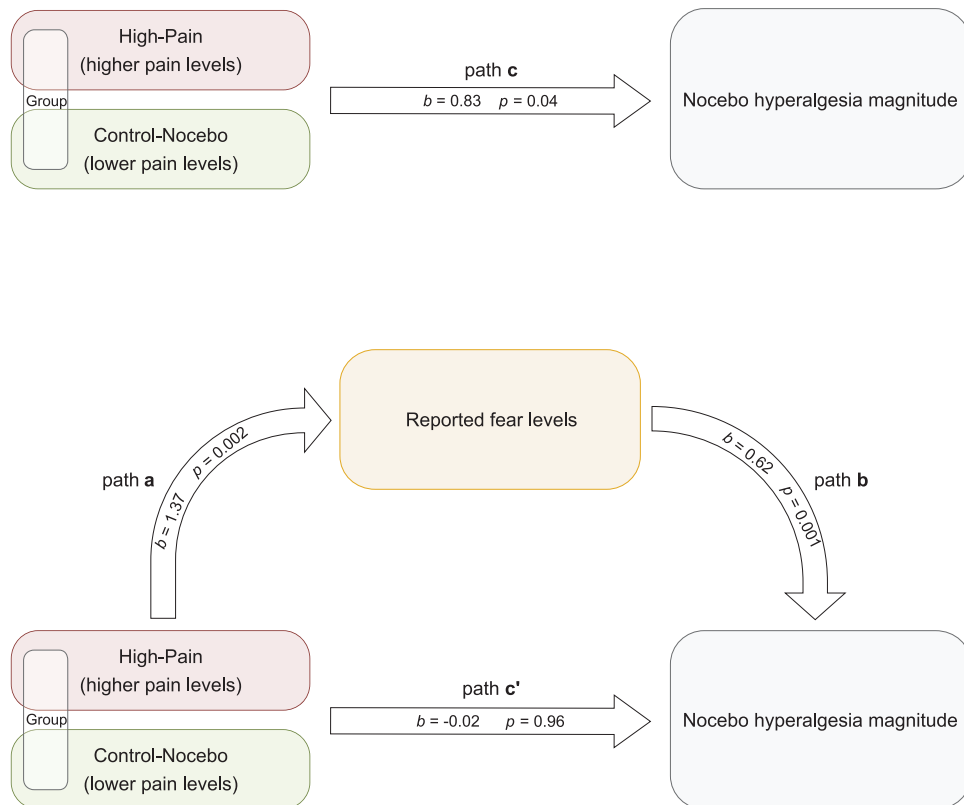 High-Pain
(higher pain levels)
Group
Control-Nocebo
(lower pain levels)
path c
b = 0.83 p = 0.04
Nocebo hyperalgesia magnitude
Reported fear levels
path a
b = 1.37 p = 0.002
b = 0.62 p = 0.001
path b
High-Pain
(higher pain levels)
Group
Control-Nocebo
(lower pain levels)
path c'
b = -0.02 p = 0.96
Nocebo hyperalgesia magnitude